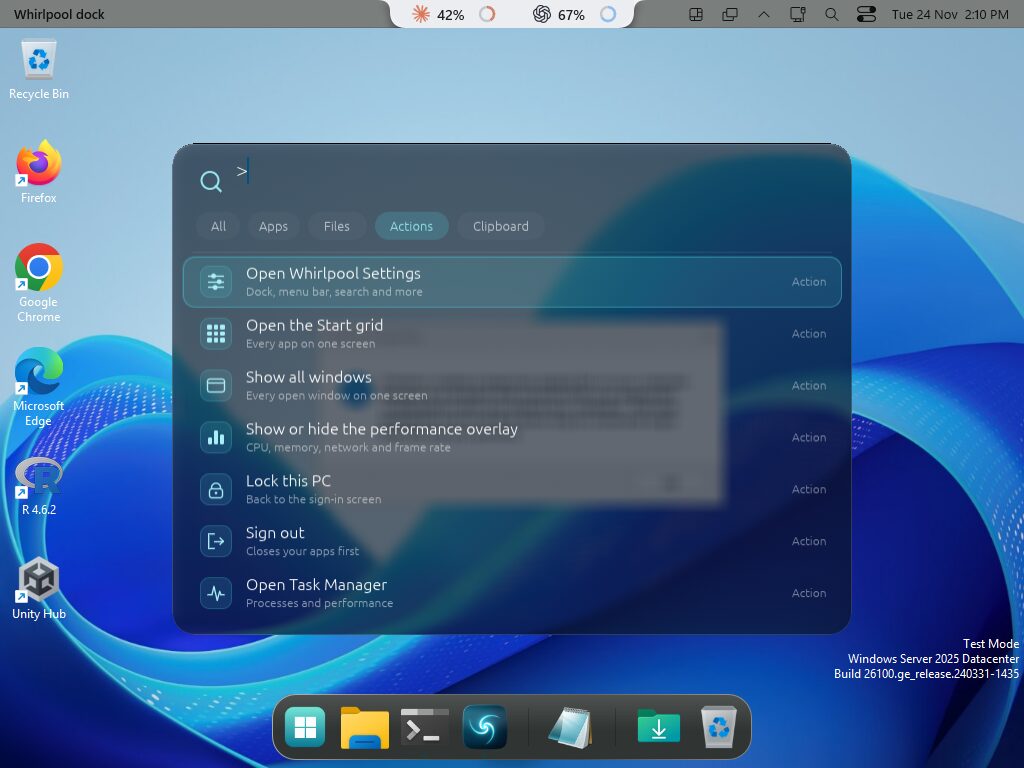 Whirlpool dock
42%
67%
Tue 24 Nov 2:10 PM
Recycle Bin
Firefox
Google
Chrome
Microsoft
Edge
R 4.6.2
Unity Hub
>
All
Apps
Files
Actions
Clipboard
Open Whirlpool Settings
Dock, menu bar, search and more
Action
Open the Start grid
Every app on one screen
Action
Show all windows
Every open window on one screen
Action
Show or hide the performance overlay
CPU, memory, network and frame rate
Action
Lock this PC
Back to the sign-in screen
Action
Sign out
Closes your apps first
Action
Open Task Manager
Processes and performance
Action
Test Mode
Windows Server 2025 Datacenter
Build 26100.ge_release.240331-1435